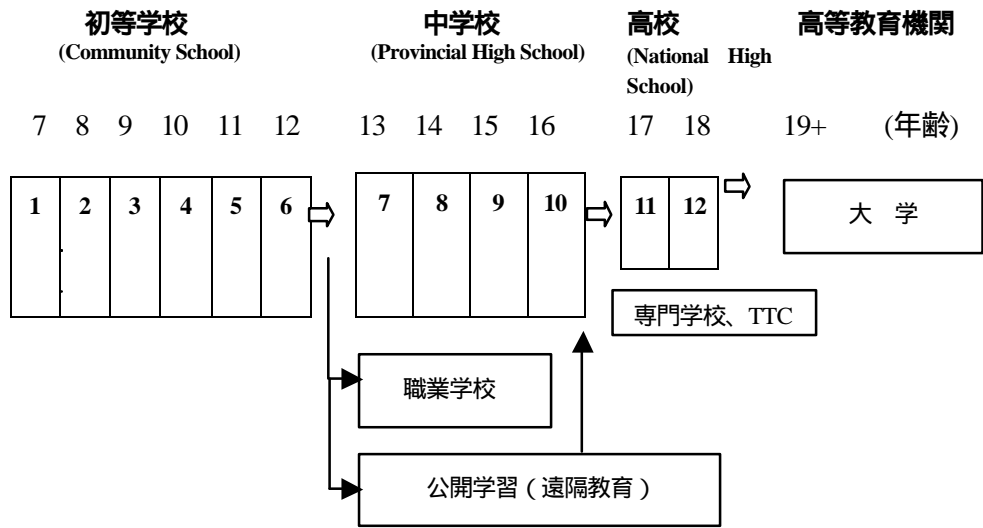 初等学校 中学校 高校 高等教育機関
(Community School) (Provincial High School) (National High
School)
7 8 9 10 11 12 13 14 15 16 17 18 19+ (年齢)
1 2 3 4 5 6 7 8 9 10 11 12 大 学
専門学校、TTC
職業学校
公開学習（遠隔教育）